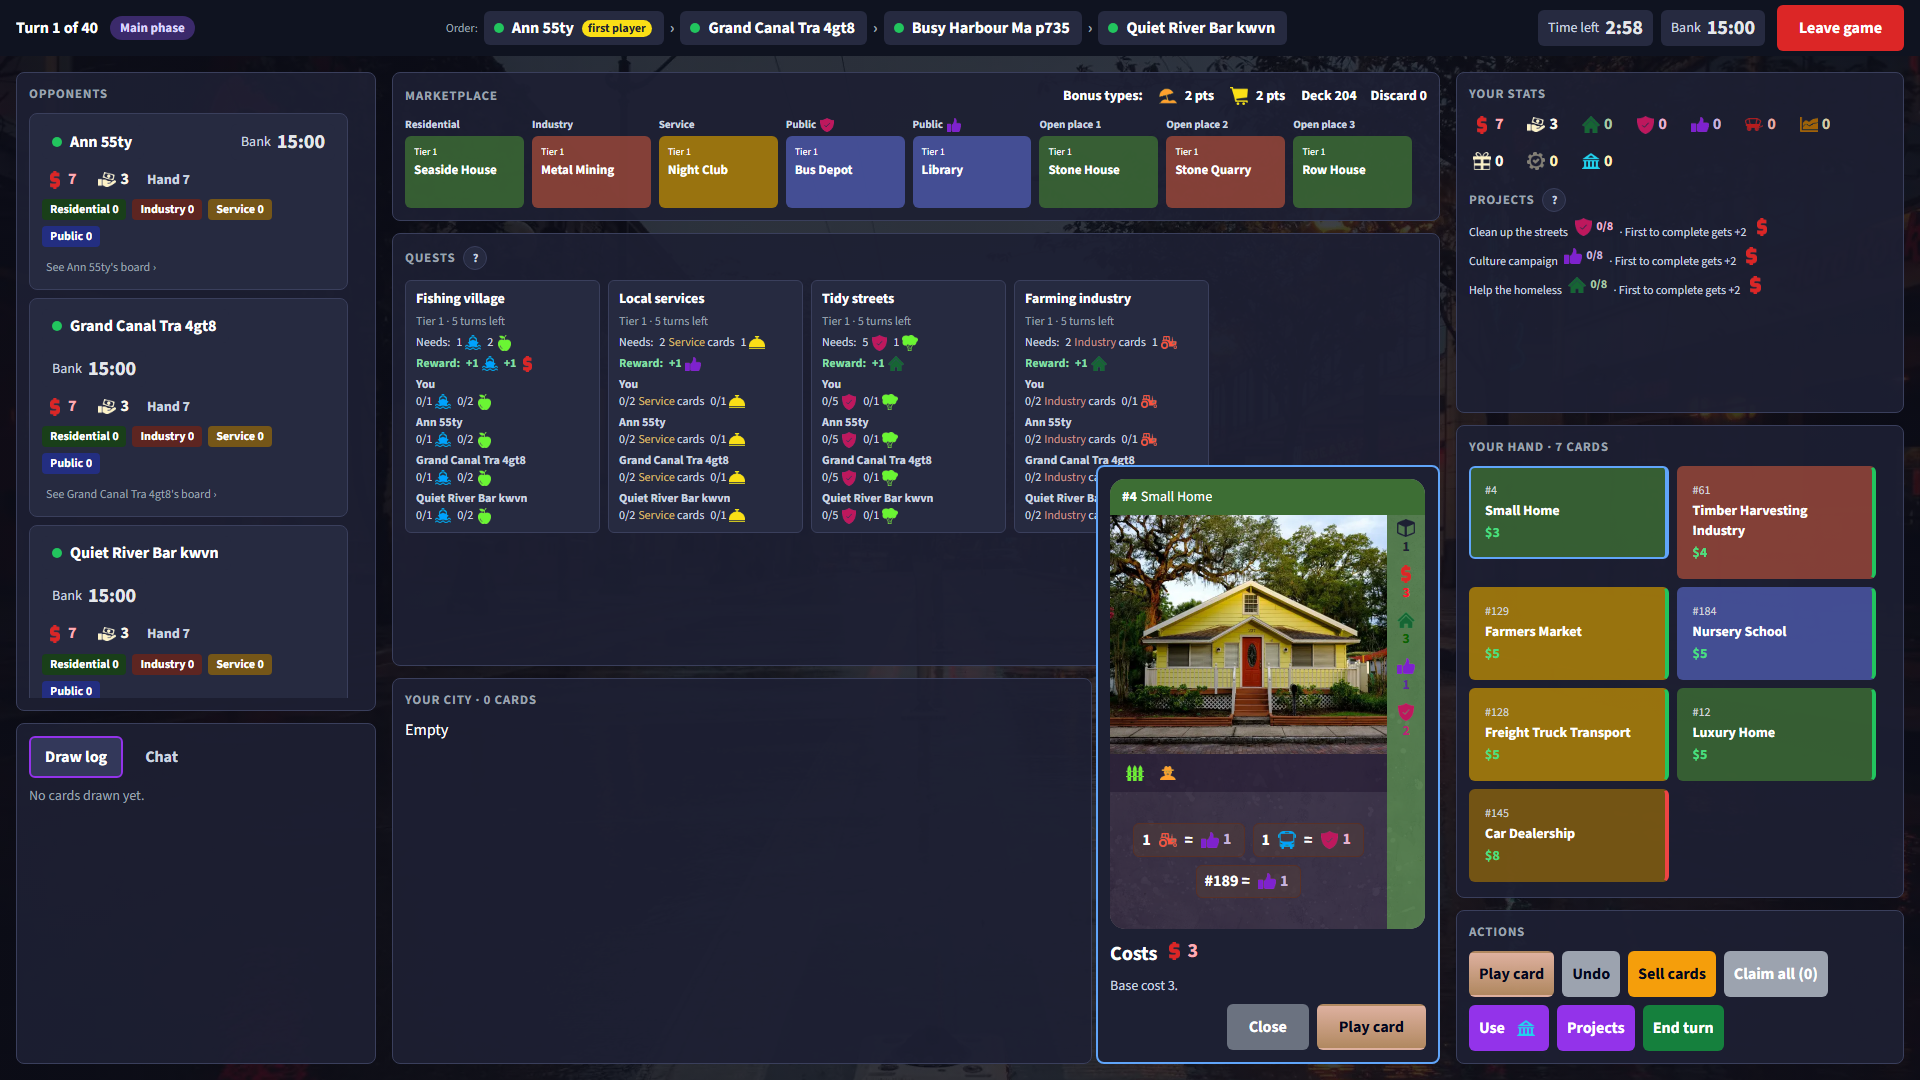 Turn 1 of 40
Main phase
Order:
Ann 55ty first player
›
Grand Canal Tra 4gt8
›
Busy Harbour Ma p735
›
Quiet River Bar kwvn
Time left 2:58
Bank 15:00
Leave game
OPPONENTS
Ann 55ty
Bank 15:00
7 3 Hand 7
Residential 0 Industry 0 Service 0
Public 0
See Ann 55ty's board ›
Grand Canal Tra 4gt8
Bank 15:00
7 3 Hand 7
Residential 0 Industry 0 Service 0
Public 0
See Grand Canal Tra 4gt8's board ›
Quiet River Bar kwvn
Bank 15:00
7 3 Hand 7
Residential 0 Industry 0 Service 0
Public 0
Draw log
Chat
No cards drawn yet.
MARKETPLACE
Bonus types: 2 pts 2 pts Deck 204 Discard 0
Residential
Tier 1
Seaside House
Industry
Tier 1
Metal Mining
Service
Tier 1
Night Club
Public
Tier 1
Bus Depot
Public
Tier 1
Library
Open place 1
Tier 1
Stone House
Open place 2
Tier 1
Stone Quarry
Open place 3
Tier 1
Row House
QUESTS ?
Fishing village
Tier 1 · 5 turns left
Needs: 1 2
Reward: +1 +1
You
0/1 0/2
Ann 55ty
0/1 0/2
Grand Canal Tra 4gt8
0/1 0/2
Quiet River Bar kwvn
0/1 0/2
Local services
Tier 1 · 5 turns left
Needs: 2 Service cards 1
Reward: +1
You
0/2 Service cards 0/1
Ann 55ty
0/2 Service cards 0/1
Grand Canal Tra 4gt8
0/2 Service cards 0/1
Quiet River Bar kwvn
0/2 Service cards 0/1
Tidy streets
Tier 1 · 5 turns left
Needs: 5 1
Reward: +1
You
0/5 0/1
Ann 55ty
0/5 0/1
Grand Canal Tra 4gt8
0/5 0/1
Quiet River Bar kwvn
0/5 0/1
Farming industry
Tier 1 · 5 turns left
Needs: 2 Industry cards 1
Reward: +1
You
0/2 Industry cards 0/1
Ann 55ty
0/2 Industry cards 0/1
Grand Canal Tra 4gt8
0/2 Industry
Quiet River
0/2 Industry
YOUR CITY · 0 CARDS
Empty
#4 Small Home
1
3
3
1
2
1 = 1
1 = 1
#189 = 1
Costs $ 3
Base cost 3.
Close
Play card
YOUR STATS
7 3 0 0 0 0 0
0 0 0
PROJECTS ?
Clean up the streets 0/8 · First to complete gets +2
Culture campaign 0/8 · First to complete gets +2
Help the homeless 0/8 · First to complete gets +2
YOUR HAND · 7 CARDS
#4
Small Home
$3
#61
Timber Harvesting
Industry
$4
#129
Farmers Market
$5
#184
Nursery School
$5
#128
Freight Truck Transport
$5
#12
Luxury Home
$5
#145
Car Dealership
$8
ACTIONS
Play card
Undo
Sell cards
Claim all (0)
Use
Projects
End turn